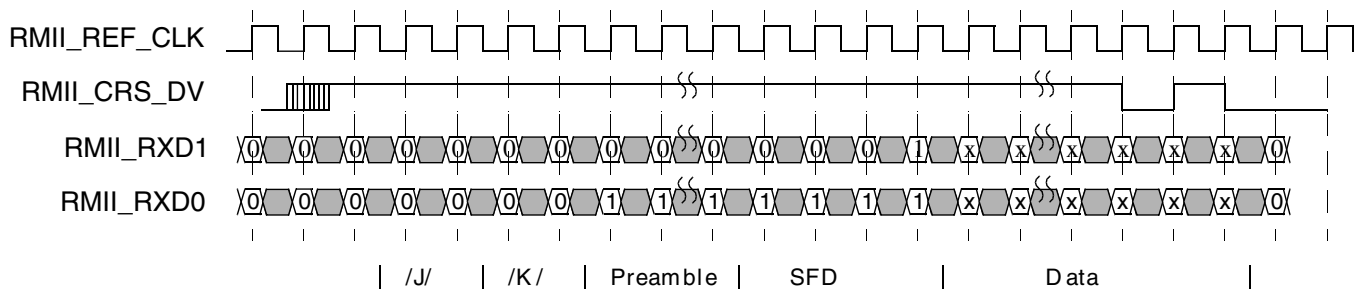 RMII_REF_CLK
RMII_CRS_DV
RMII_RXD1 0 0 0 0 0 0 0 0 0 0 0 0 0 1 x x x x x x 0
RMII_RXD0 0 0 0 0 0 0 0 1 1 1 1 1 1 1 x x x x x x 0
/J/ /K/ Preamble SFD Data